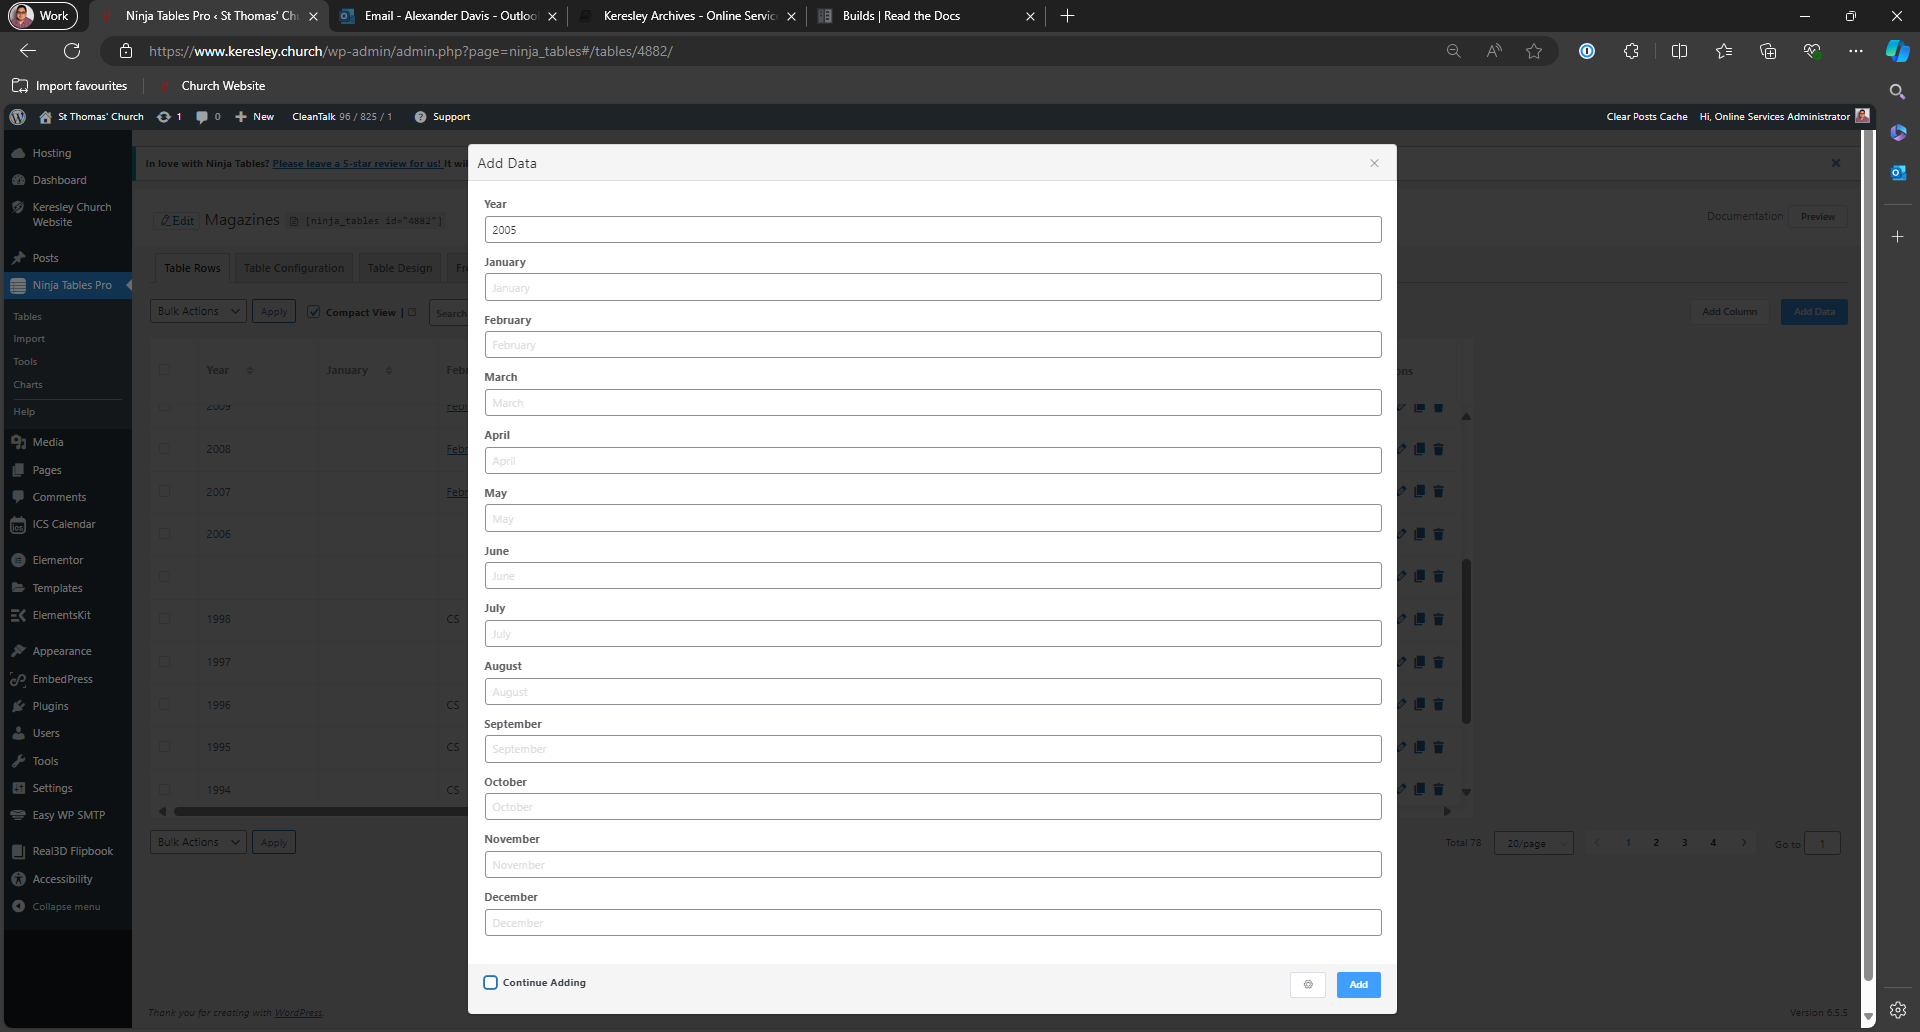 Work
Ninja Tables Pro ‹ St Thomas' Chu
Email - Alexander Davis - Outloo
Keresley Archives - Online Servic
Builds | Read the Docs
https://www.keresley.church/wp-admin/admin.php?page=ninja_tables#/tables/4882/
Import favourites
Church Website
St Thomas' Church
1
0
New
CleanTalk 96 / 825 / 1
Support
Clear Posts Cache
Hi, Online Services Administrator
Hosting
Dashboard
Keresley Church
Website
Posts
Ninja Tables Pro
Tables
Import
Tools
Charts
Help
Media
Pages
Comments
ICS Calendar
Elementor
Templates
ElementsKit
Appearance
EmbedPress
Plugins
Users
Tools
Settings
Easy WP SMTP
Real3D Flipbook
Accessibility
Collapse menu
In love with Ninja Tables? Please leave a 5-star review for us! It wi
Edit Magazines [ninja_tables id="4882"]
Documentation
Preview
Table Rows
Table Configuration
Table Design
Bulk Actions
Apply
Compact View |
Search
Add Column
Add Data
Year
January
Feb
ons
2009
2008
Febr
2007
Febr
2006
1998
CS
1997
1996
CS
1995
CS
1994
CS
Bulk Actions
Apply
Total 78
20/page
1
2
3
4
Go to
1
Thank you for creating with WordPress.
Version 6.5.5
Add Data
Year
2005
January
January
February
February
March
March
April
April
May
May
June
June
July
July
August
August
September
September
October
October
November
November
December
December
Continue Adding
Add